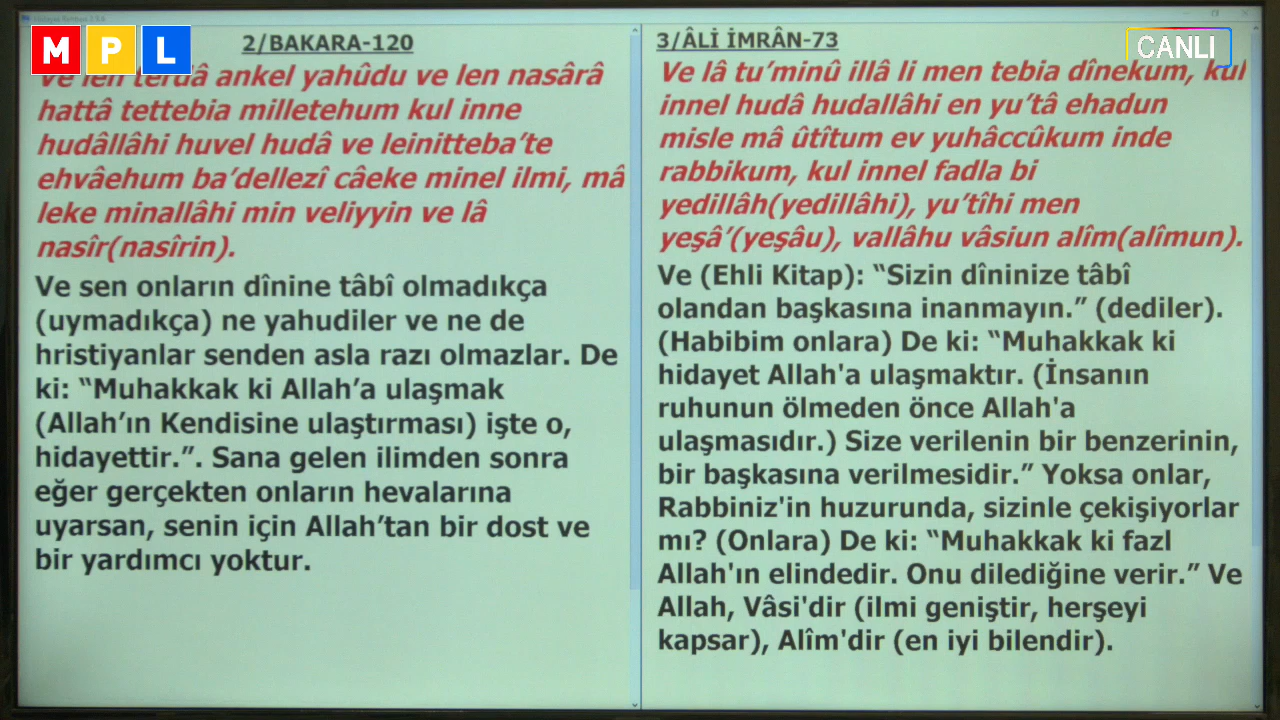 MPL
CANLI
2/BAKARA-120
Ve len terdâ ankel yahûdu ve len nasârâ
hattâ tettebia milletehum kul inne
hudâllâhi huvel hudâ ve leinitteba’te
ehvâehum ba’dellezî câeke minel ilmi, mâ
leke minallâhi min veliyyin ve lâ
nasîr(nasîrin).
Ve sen onların dînine tâbî olmadıkça
(uymadıkça) ne yahudiler ve ne de
hristiyanlar senden asla razı olmazlar. De
ki: “Muhakkak ki Allah’a ulaşmak
(Allah’ın Kendisine ulaştırması) işte o,
hidayettir.”. Sana gelen ilimden sonra
eğer gerçekten onların hevalarına
uyarsan, senin için Allah’tan bir dost ve
bir yardımcı yoktur.
3/ÂLİ İMRÂN-73
Ve lâ tu’minû illâ li men tebia dînekum, kul
innel hudâ hudallâhi en yu’tâ ehadun
misle mâ ûtîtum ev yuhâccûkum inde
rabbikum, kul innel fadla bi
yedillâh(yedillâhi), yu’tîhi men
yeşâ’(yeşâu), vallâhu vâsiun alîm(alîmun).
Ve (Ehli Kitap): “Sizin dîninize tâbî
olandan başkasına inanmayın.” (dediler).
(Habibim onlara) De ki: “Muhakkak ki
hidayet Allah'a ulaşmaktır. (İnsanın
ruhunun ölmeden önce Allah'a
ulaşmasıdır.) Size verilenin bir benzerinin,
bir başkasına verilmesidir.” Yoksa onlar,
Rabbiniz'in huzurunda, sizinle çekişiyorlar
mı? (Onlara) De ki: “Muhakkak ki fazl
Allah'ın elindedir. Onu dilediğine verir.” Ve
Allah, Vâsi'dir (ilmi geniştir, herşeyi
kapsar), Alîm'dir (en iyi bilendir).